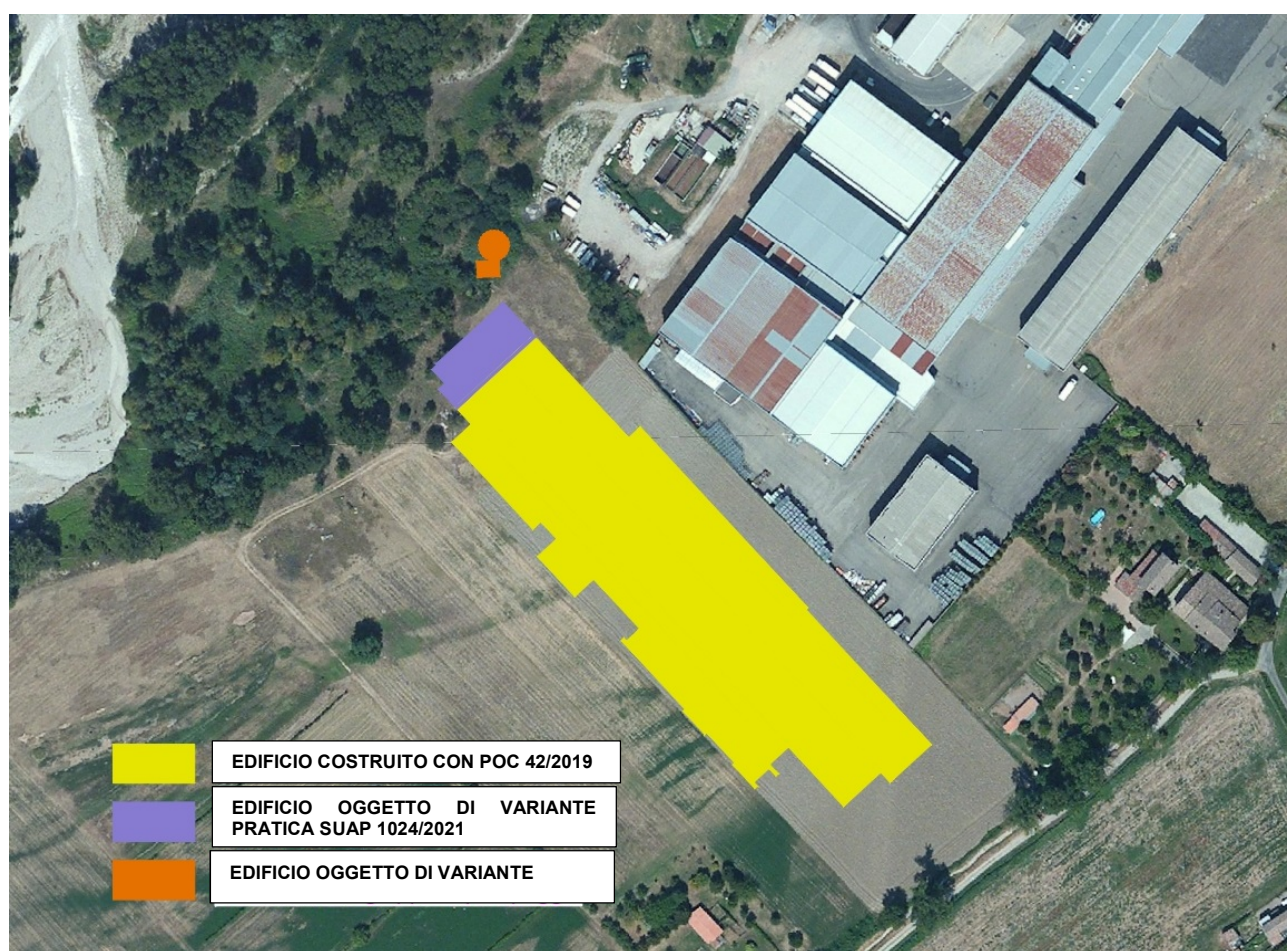 EDIFICIO COSTRUITO CON POC 42/2019
EDIFICIO OGGETTO DI VARIANTE
PRATICA SUAP 1024/2021
EDIFICIO OGGETTO DI VARIANTE